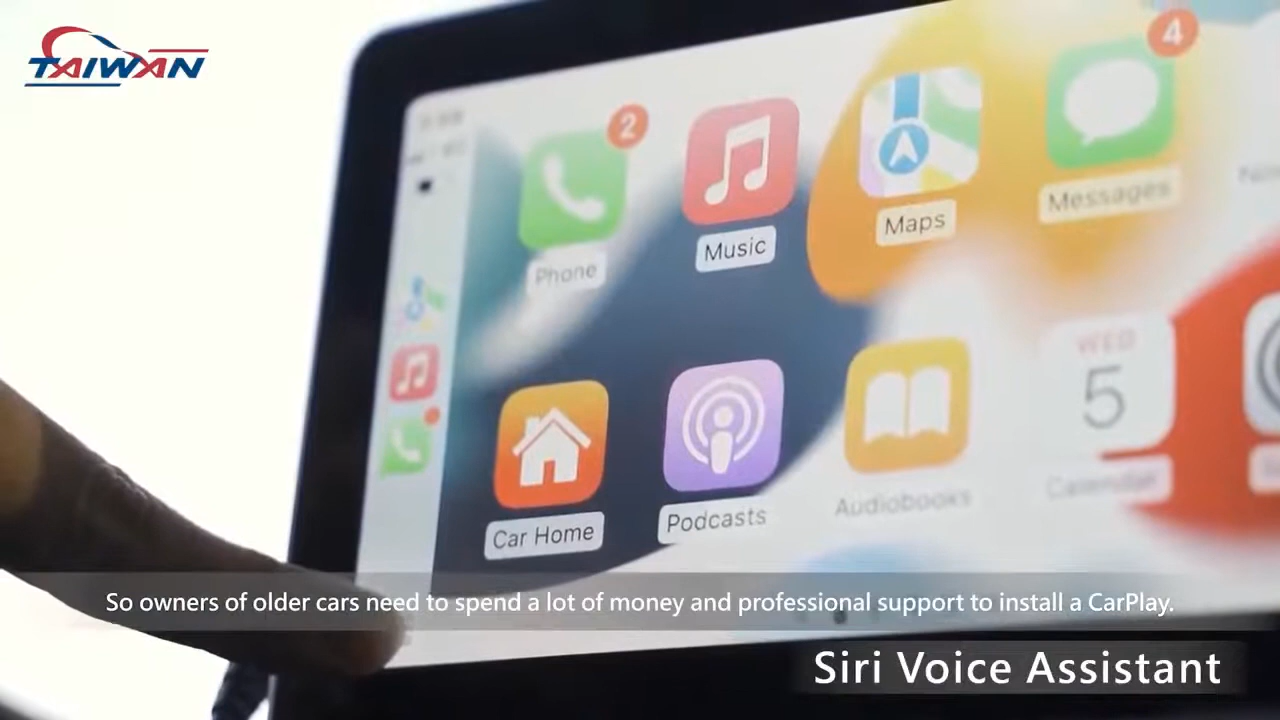 TAIWAN
4
2
Phone
Music
Maps
Messages
WED
5
Car Home
Podcasts
Audiobooks
Calendar
So owners of older cars need to spend a lot of money and professional support to install a CarPlay.
Siri Voice Assistant